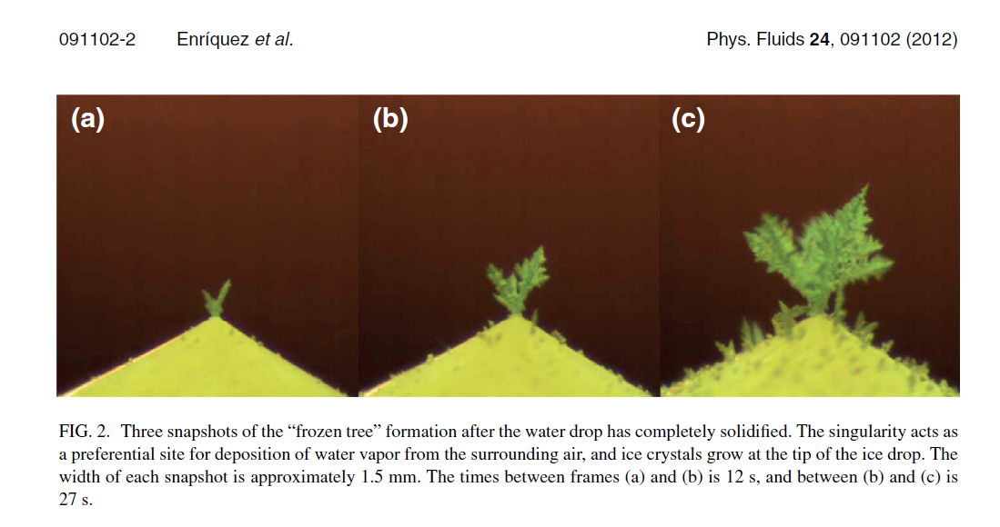 091102-2 Enríquez et al. Phys. Fluids 24, 091102 (2012)
(a) (b) (c)
FIG. 2. Three snapshots of the “frozen tree” formation after the water drop has completely solidified. The singularity acts as
a preferential site for deposition of water vapor from the surrounding air, and ice crystals grow at the tip of the ice drop. The
width of each snapshot is approximately 1.5 mm. The times between frames (a) and (b) is 12 s, and between (b) and (c) is
27 s.